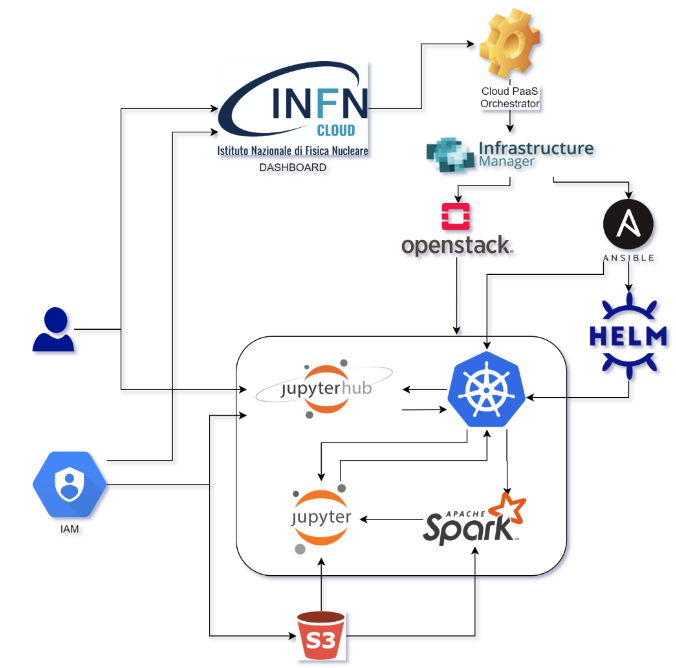 INFN
CLOUD
Istituto Nazionale di Fisica Nucleare
DASHBOARD
Cloud PaaS
Orchestrator
Infrastructure
Manager
openstack.
A
ANSIBLE
HELM
jupyterhub
IAM
jupyter
APACHE
Spark™
S3